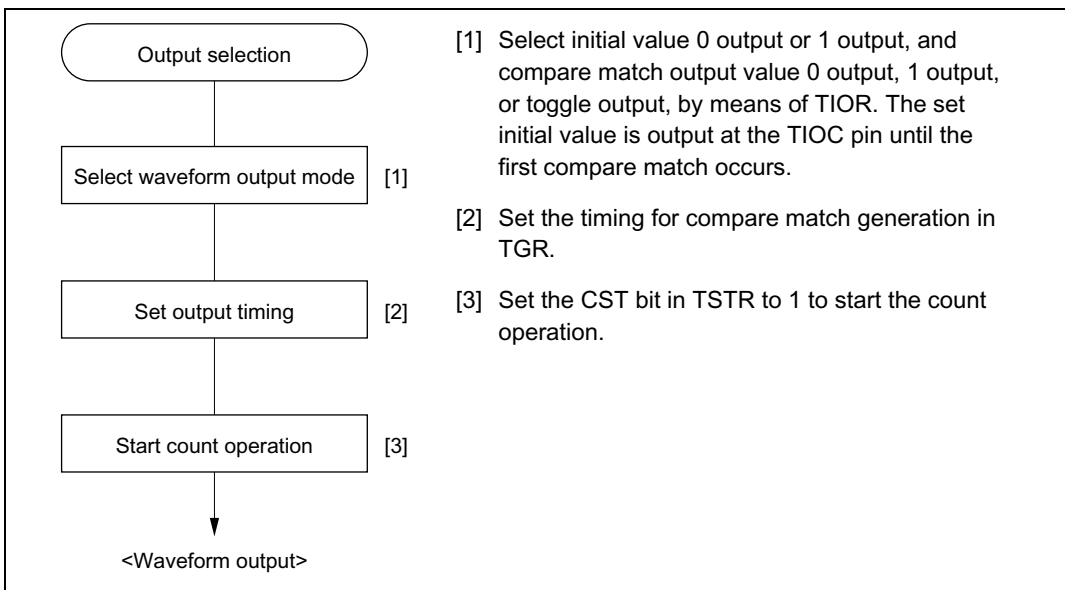 Output selection
Select waveform output mode [1]
Set output timing [2]
Start count operation [3]
<Waveform output>
[1] Select initial value 0 output or 1 output, and
compare match output value 0 output, 1 output,
or toggle output, by means of TIOR. The set
initial value is output at the TIOC pin until the
first compare match occurs.
[2] Set the timing for compare match generation in
TGR.
[3] Set the CST bit in TSTR to 1 to start the count
operation.